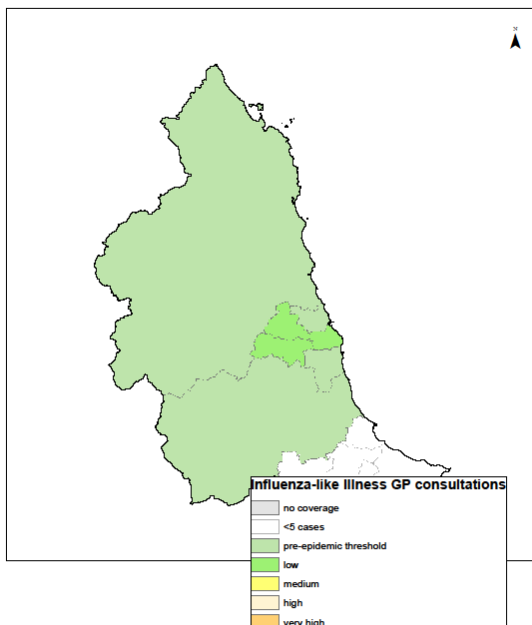 N
Influenza-like Illness GP consultations
no coverage
<5 cases
pre-epidemic threshold
low
medium
high
very high